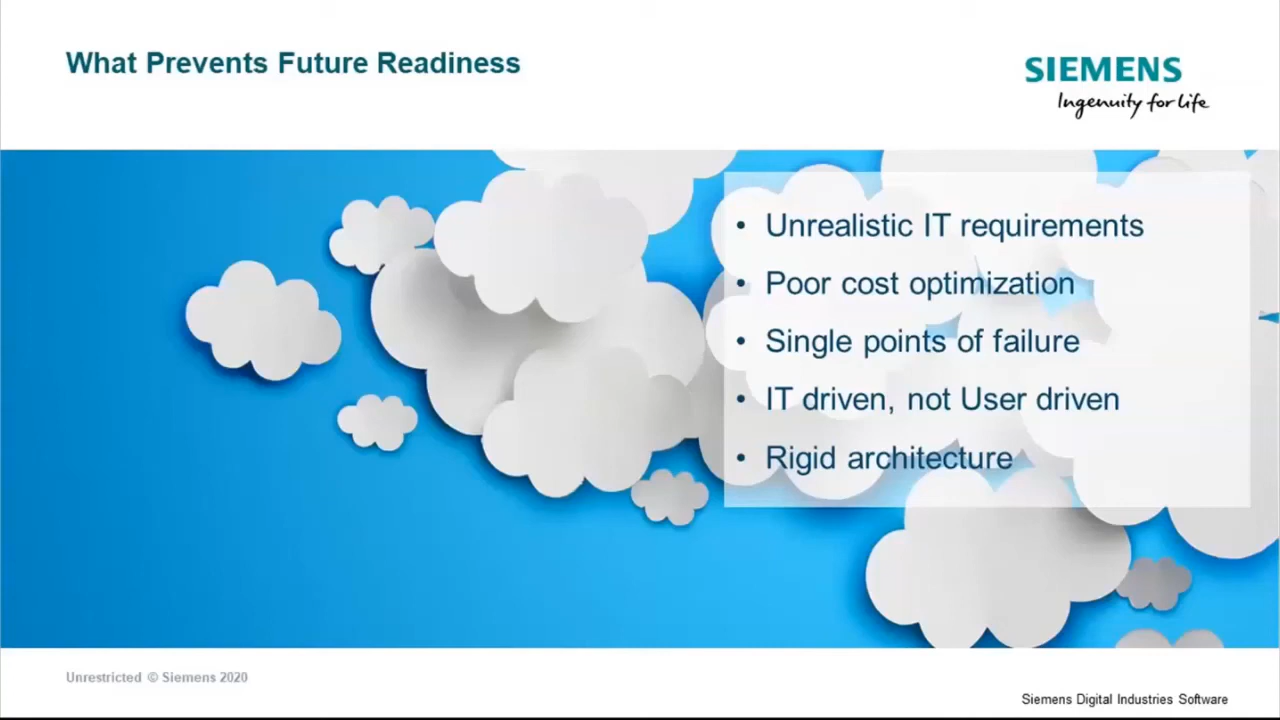 What Prevents Future Readiness
SIEMENS
Ingenuity for life
• Unrealistic IT requirements
• Poor cost optimization
• Single points of failure
• IT driven, not User driven
• Rigid architecture
Unrestricted © Siemens 2020
Siemens Digital Industries Software